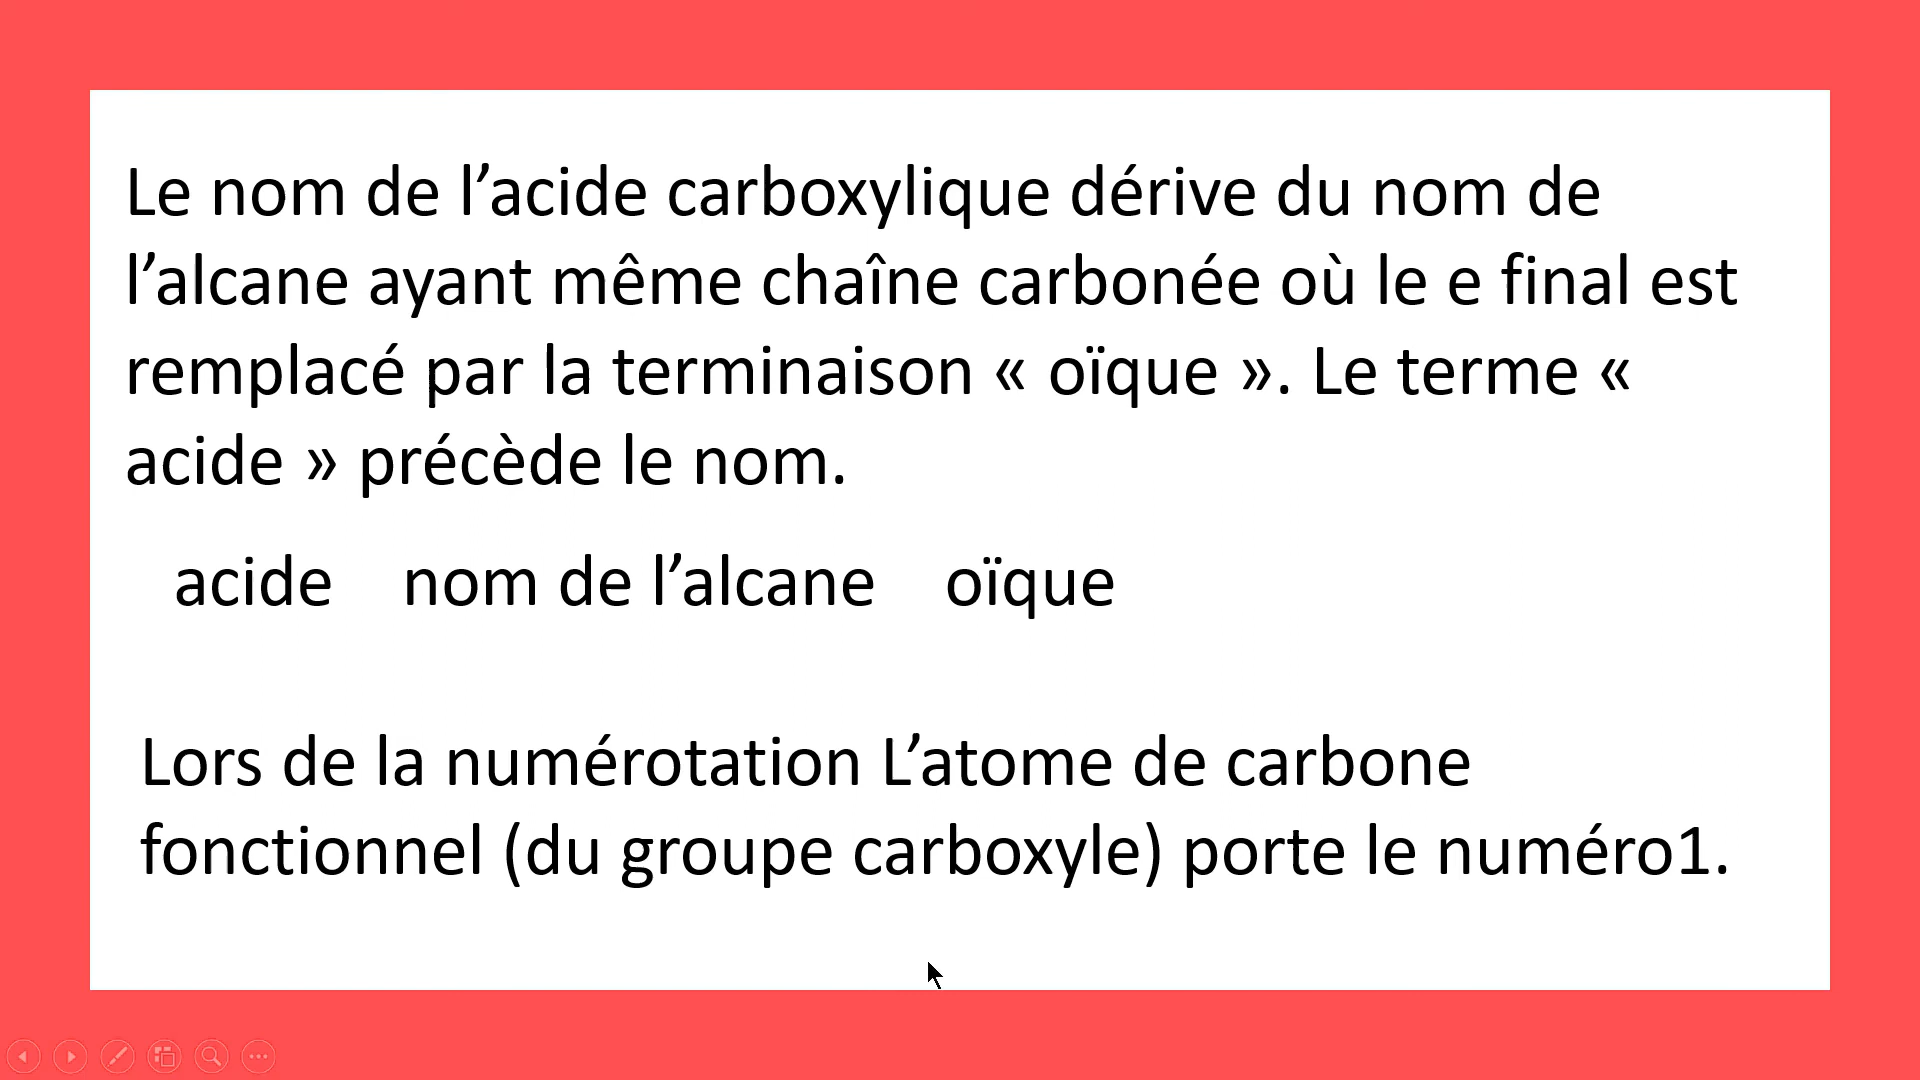 Le nom de l’acide carboxylique dérive du nom de
l’alcane ayant même chaîne carbonée où le e final est
remplacé par la terminaison « oïque ». Le terme «
acide » précède le nom.
acide nom de l’alcane oïque
Lors de la numérotation L’atome de carbone
fonctionnel (du groupe carboxyle) porte le numéro1.